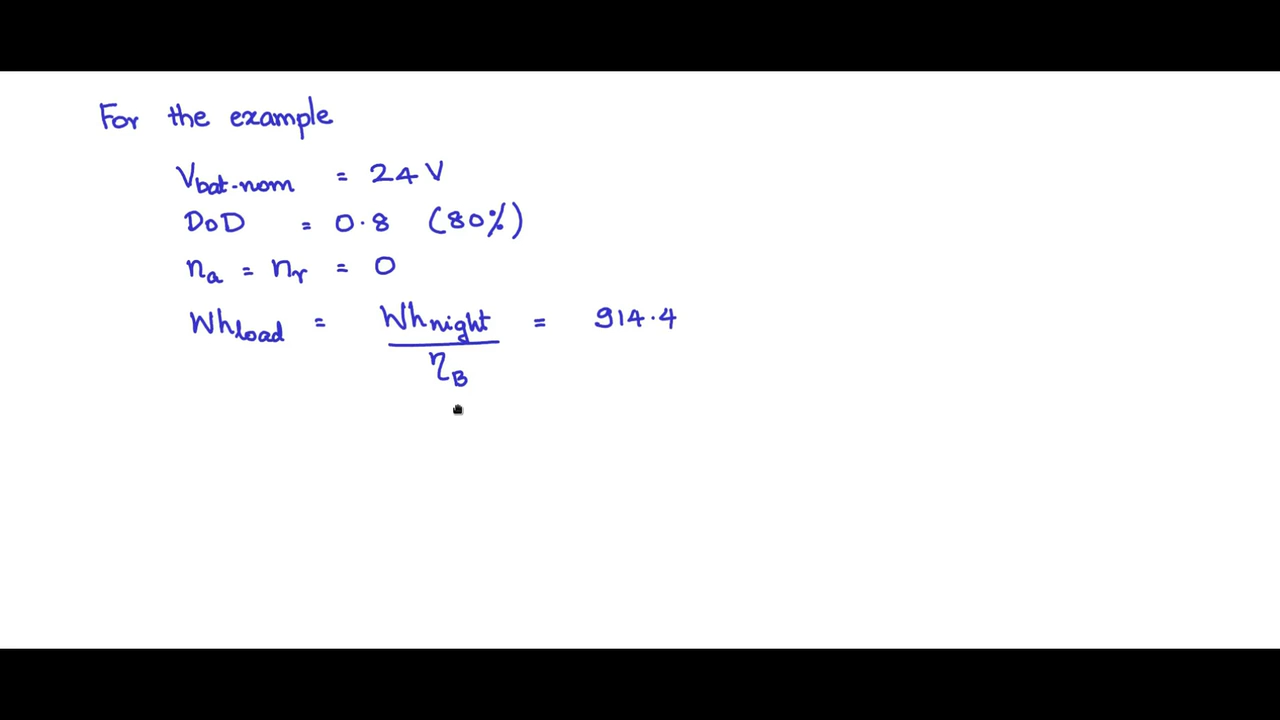 For the example
Vbat-nom = 24 V
DoD = 0.8 (80%)
na = nr = 0
Whload = Whnight / ηB = 914.4